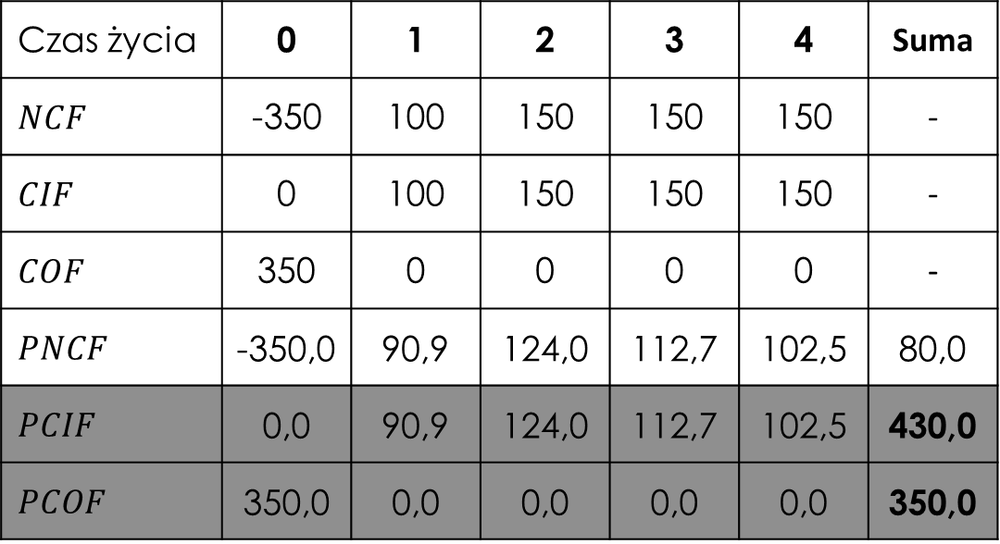 Czas życia 0 1 2 3 4 Suma
NCF -350 100 150 150 150 -
CIF 0 100 150 150 150 -
COF 350 0 0 0 0 -
PNCF -350,0 90,9 124,0 112,7 102,5 80,0
PCIF 0,0 90,9 124,0 112,7 102,5 430,0
PCOF 350,0 0,0 0,0 0,0 0,0 350,0